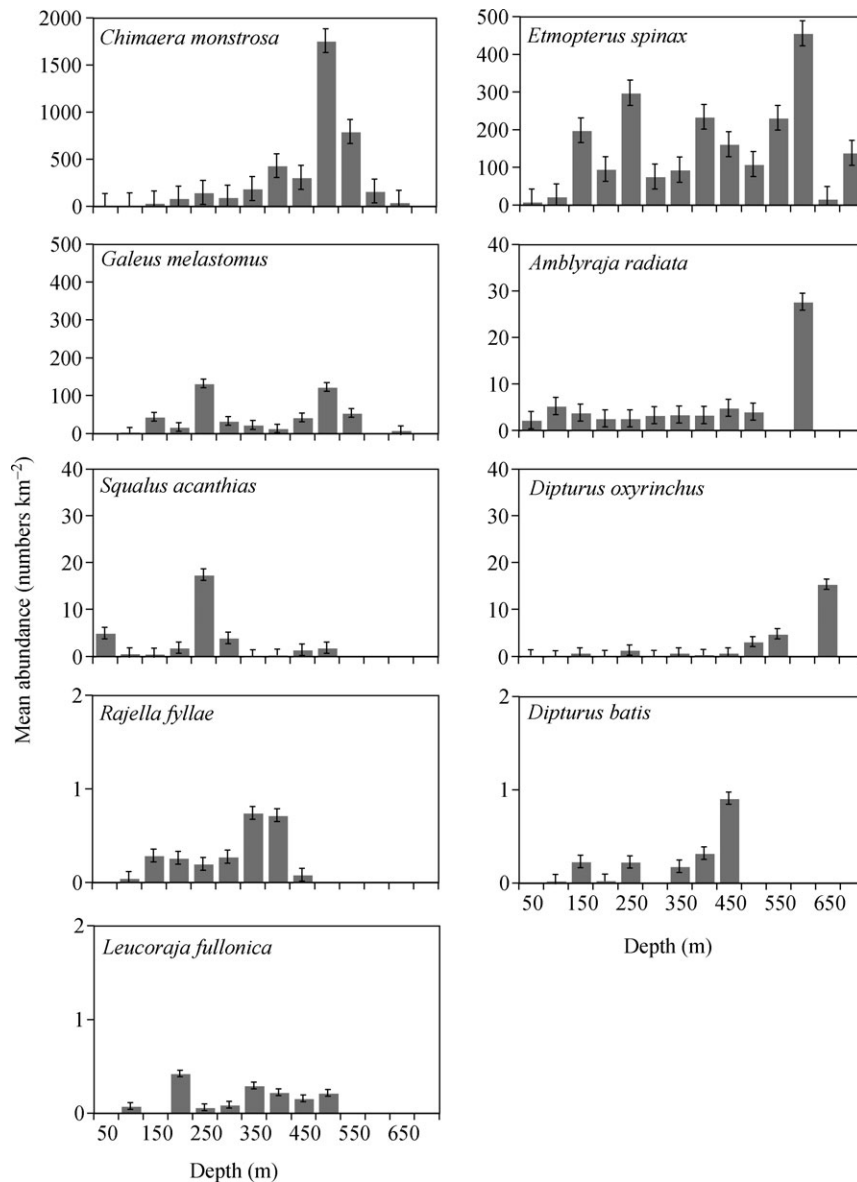 Mean abundance (numbers km⁻²)
Chimaera monstrosa
2000
1500
1000
500
0
Etmopterus spinax
500
400
300
200
100
0
Galeus melastomus
500
400
300
200
100
0
Amblyraja radiata
40
30
20
10
0
Squalus acanthias
40
30
20
10
0
Dipturus oxyrinchus
40
30
20
10
0
Rajella fyllae
2
1
0
Dipturus batis
2
1
0
50 150 250 350 450 550 650
Depth (m)
Leucoraja fullonica
2
1
0
50 150 250 350 450 550 650
Depth (m)